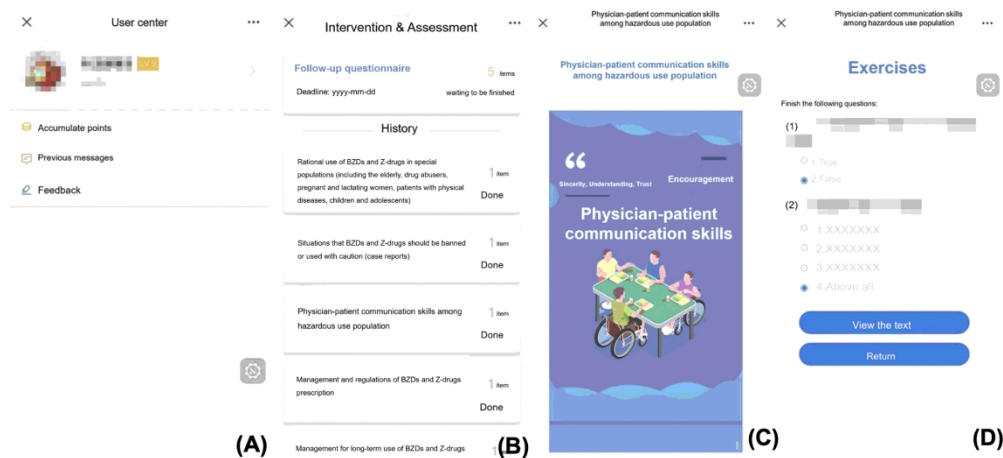 User center
Accumulate points
Previous messages
Feedback
(A)
Intervention & Assessment
Follow-up questionnaire
5 items
Deadline: yyyy-mm-dd
waiting to be finished
History
Rational use of BZDs and Z-drugs in special
populations (including the elderly, drug abusers,
pregnant and lactating women, patients with physical
diseases, children and adolescents)
1 item
Done
Situations that BZDs and Z-drugs should be banned
or used with caution (case reports)
1 item
Done
Physician-patient communication skills among
hazardous use population
1 item
Done
Management and regulations of BZDs and Z-drugs
prescription
1 item
Done
Management for long-term use of BZDs and Z-drugs
1
(B)
Physician-patient communication skills
among hazardous use population
Physician-patient communication skills
among hazardous use population
Sincerity, Understanding, Trust
Encouragement
Physician-patient
communication skills
(C)
Physician-patient communication skills
among hazardous use population
Exercises
Finish the following questions:
(1)
1.True
2.False
(2)
1.XXXXXXX
2.XXXXXXX
3.XXXXXXX
4.Above all
View the text
Return
(D)